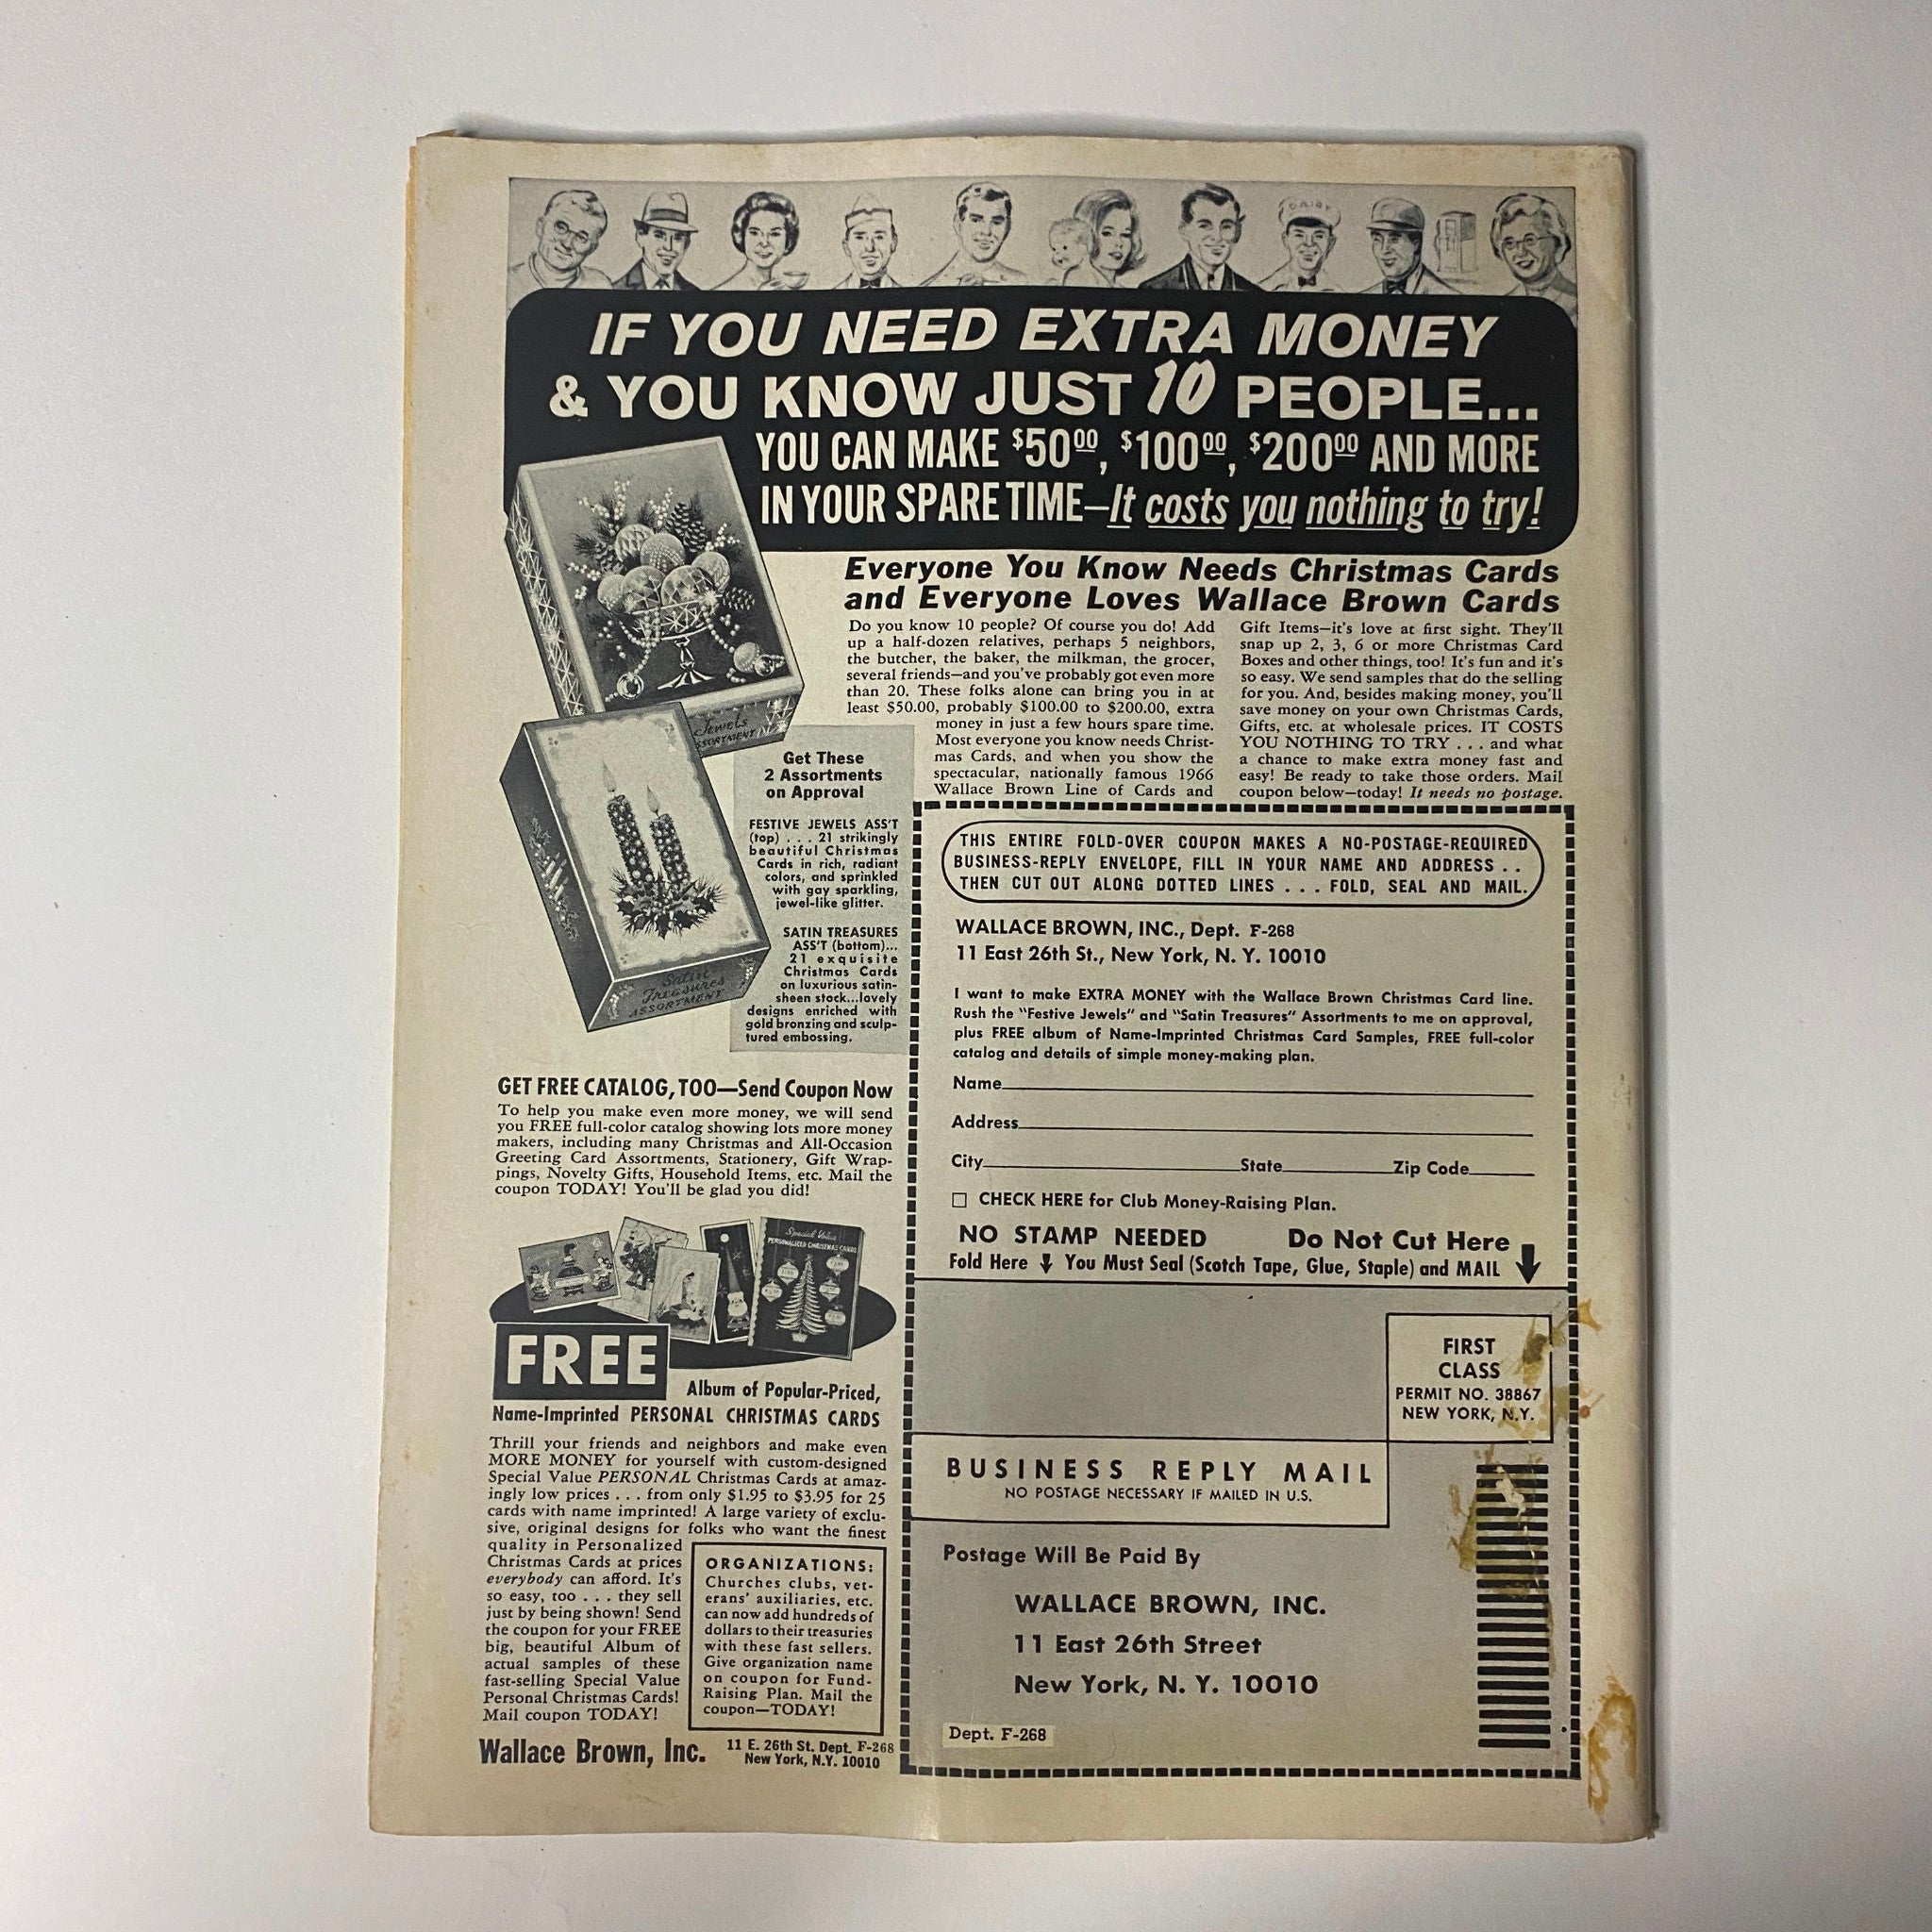 DAIRY
IF YOU NEED EXTRA MONEY
& YOU KNOW JUST 10 PEOPLE...
YOU CAN MAKE $50.00, $100.00, $200.00 AND MORE
IN YOUR SPARE TIME—It costs you nothing to try!
Everyone You Know Needs Christmas Cards
and Everyone Loves Wallace Brown Cards
Do you know 10 people? Of course you do! Add
up a half-dozen relatives, perhaps 5 neighbors,
the butcher, the baker, the milkman, the grocer,
several friends—and you've probably got even more
than 20. These folks alone can bring you in at
least $50.00, probably $100.00 to $200.00, extra
money in just a few hours spare time.
Most everyone you know needs Christ-
mas Cards, and when you show the
spectacular, nationally famous 1966
Wallace Brown Line of Cards and
Gift Items—it's love at first sight. They'll
snap up 2, 3, 6 or more Christmas Card
Boxes and other things, too! It's fun and it's
so easy. We send samples that do the selling
for you. And, besides making money, you'll
save money on your own Christmas Cards,
Gifts, etc. at wholesale prices. IT COSTS
YOU NOTHING TO TRY . . . and what
a chance to make extra money fast and
easy! Be ready to take those orders. Mail
coupon below—today! It needs no postage.
Jewels
ASSORTMENT
Satin
Treasures
ASSORTMENT
Get These
2 Assortments
on Approval
FESTIVE JEWELS ASS'T
(top) . . . 21 strikingly
beautiful Christmas
Cards in rich, radiant
colors, and sprinkled
with gay sparkling,
jewel-like glitter.
SATIN TREASURES
ASS'T (bottom)...
21 exquisite
Christmas Cards
on luxurious satin-
sheen stock...lovely
designs enriched with
gold bronzing and sculp-
tured embossing.
GET FREE CATALOG, TOO—Send Coupon Now
To help you make even more money, we will send
you FREE full-color catalog showing lots more money
makers, including many Christmas and All-Occasion
Greeting Card Assortments, Stationery, Gift Wrap-
pings, Novelty Gifts, Household Items, etc. Mail the
coupon TODAY! You'll be glad you did!
Special Value
PERSONALIZED CHRISTMAS CARDS
FREE
Album of Popular-Priced,
Name-Imprinted PERSONAL CHRISTMAS CARDS
Thrill your friends and neighbors and make even
MORE MONEY for yourself with custom-designed
Special Value PERSONAL Christmas Cards at amaz-
ingly low prices . . . from only $1.95 to $3.95 for 25
cards with name imprinted! A large variety of exclu-
sive, original designs for folks who want the finest
quality in Personalized
Christmas Cards at prices
everybody can afford. It's
so easy, too . . . they sell
just by being shown! Send
the coupon for your FREE
big, beautiful Album of
actual samples of these
fast-selling Special Value
Personal Christmas Cards!
Mail coupon TODAY!
ORGANIZATIONS:
Churches clubs, vet-
erans' auxiliaries, etc.
can now add hundreds of
dollars to their treasuries
with these fast sellers.
Give organization name
on coupon for Fund-
Raising Plan. Mail the
coupon—TODAY!
Wallace Brown, Inc.
11 E. 26th St. Dept. F-268
New York, N.Y. 10010
THIS ENTIRE FOLD-OVER COUPON MAKES A NO-POSTAGE-REQUIRED
BUSINESS-REPLY ENVELOPE, FILL IN YOUR NAME AND ADDRESS . .
THEN CUT OUT ALONG DOTTED LINES . . . FOLD, SEAL AND MAIL.
WALLACE BROWN, INC., Dept. F-268
11 East 26th St., New York, N. Y. 10010
I want to make EXTRA MONEY with the Wallace Brown Christmas Card line.
Rush the "Festive Jewels" and "Satin Treasures" Assortments to me on approval,
plus FREE album of Name-Imprinted Christmas Card Samples, FREE full-color
catalog and details of simple money-making plan.
Name
Address
City State Zip Code
CHECK HERE for Club Money-Raising Plan.
NO STAMP NEEDED Do Not Cut Here
Fold Here You Must Seal (Scotch Tape, Glue, Staple) and MAIL
FIRST
CLASS
PERMIT NO. 38867
NEW YORK, N.Y.
BUSINESS REPLY MAIL
NO POSTAGE NECESSARY IF MAILED IN U.S.
Postage Will Be Paid By
WALLACE BROWN, INC.
11 East 26th Street
New York, N. Y. 10010
Dept. F-268